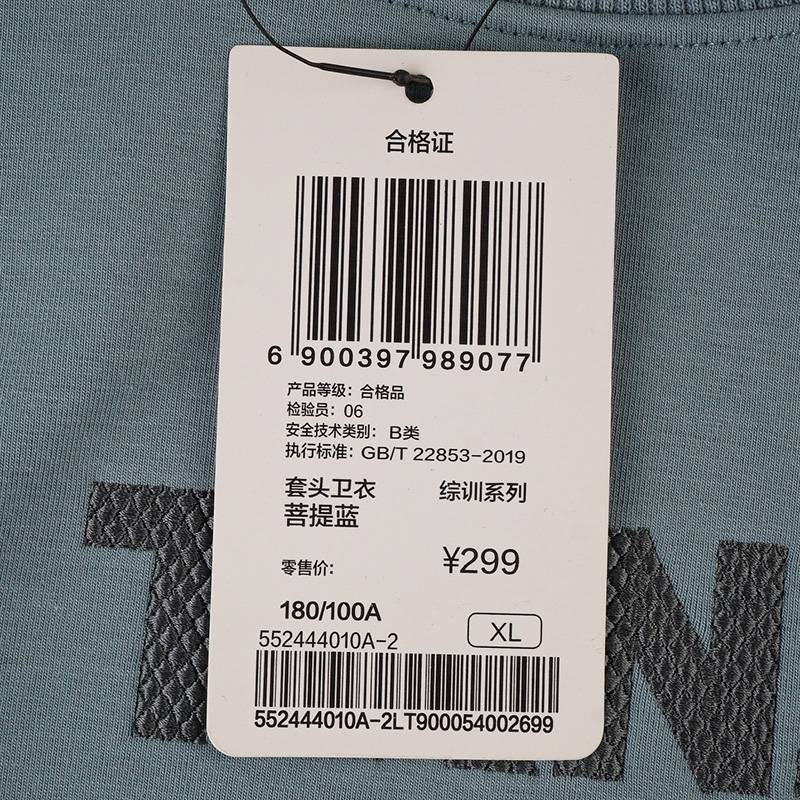 合格证
6 900397 989077
产品等级: 合格品
检验员: 06
安全技术类别: B类
执行标准: GB/T 22853-2019
套头卫衣 综训系列
菩提蓝
零售价: ¥299
180/100A
552444010A-2 XL
552444010A-2LT900054002699